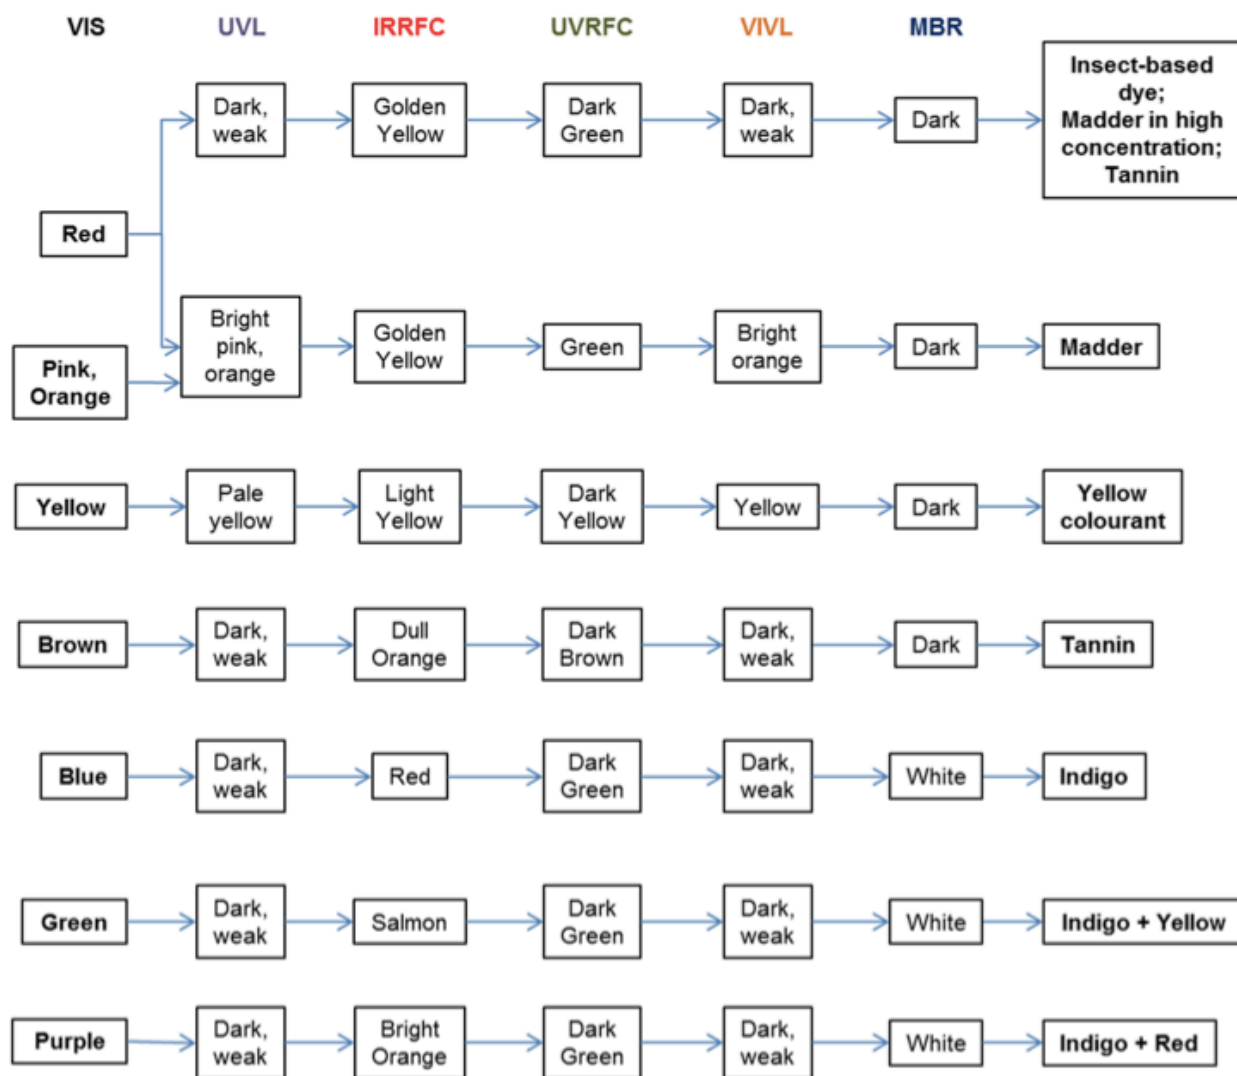 VIS UVL IRRFC UVRFC VIVL MBR
Red
Dark,
weak
Golden
Yellow
Dark
Green
Dark,
weak
Dark
Insect-based
dye;
Madder in high
concentration;
Tannin
Pink,
Orange
Bright
pink,
orange
Golden
Yellow
Green
Bright
orange
Dark
Madder
Yellow
Pale
yellow
Light
Yellow
Dark
Yellow
Yellow
Dark
Yellow
colourant
Brown
Dark,
weak
Dull
Orange
Dark
Brown
Dark,
weak
Dark
Tannin
Blue
Dark,
weak
Red
Dark
Green
Dark,
weak
White
Indigo
Green
Dark,
weak
Salmon
Dark
Green
Dark,
weak
White
Indigo + Yellow
Purple
Dark,
weak
Bright
Orange
Dark
Green
Dark,
weak
White
Indigo + Red